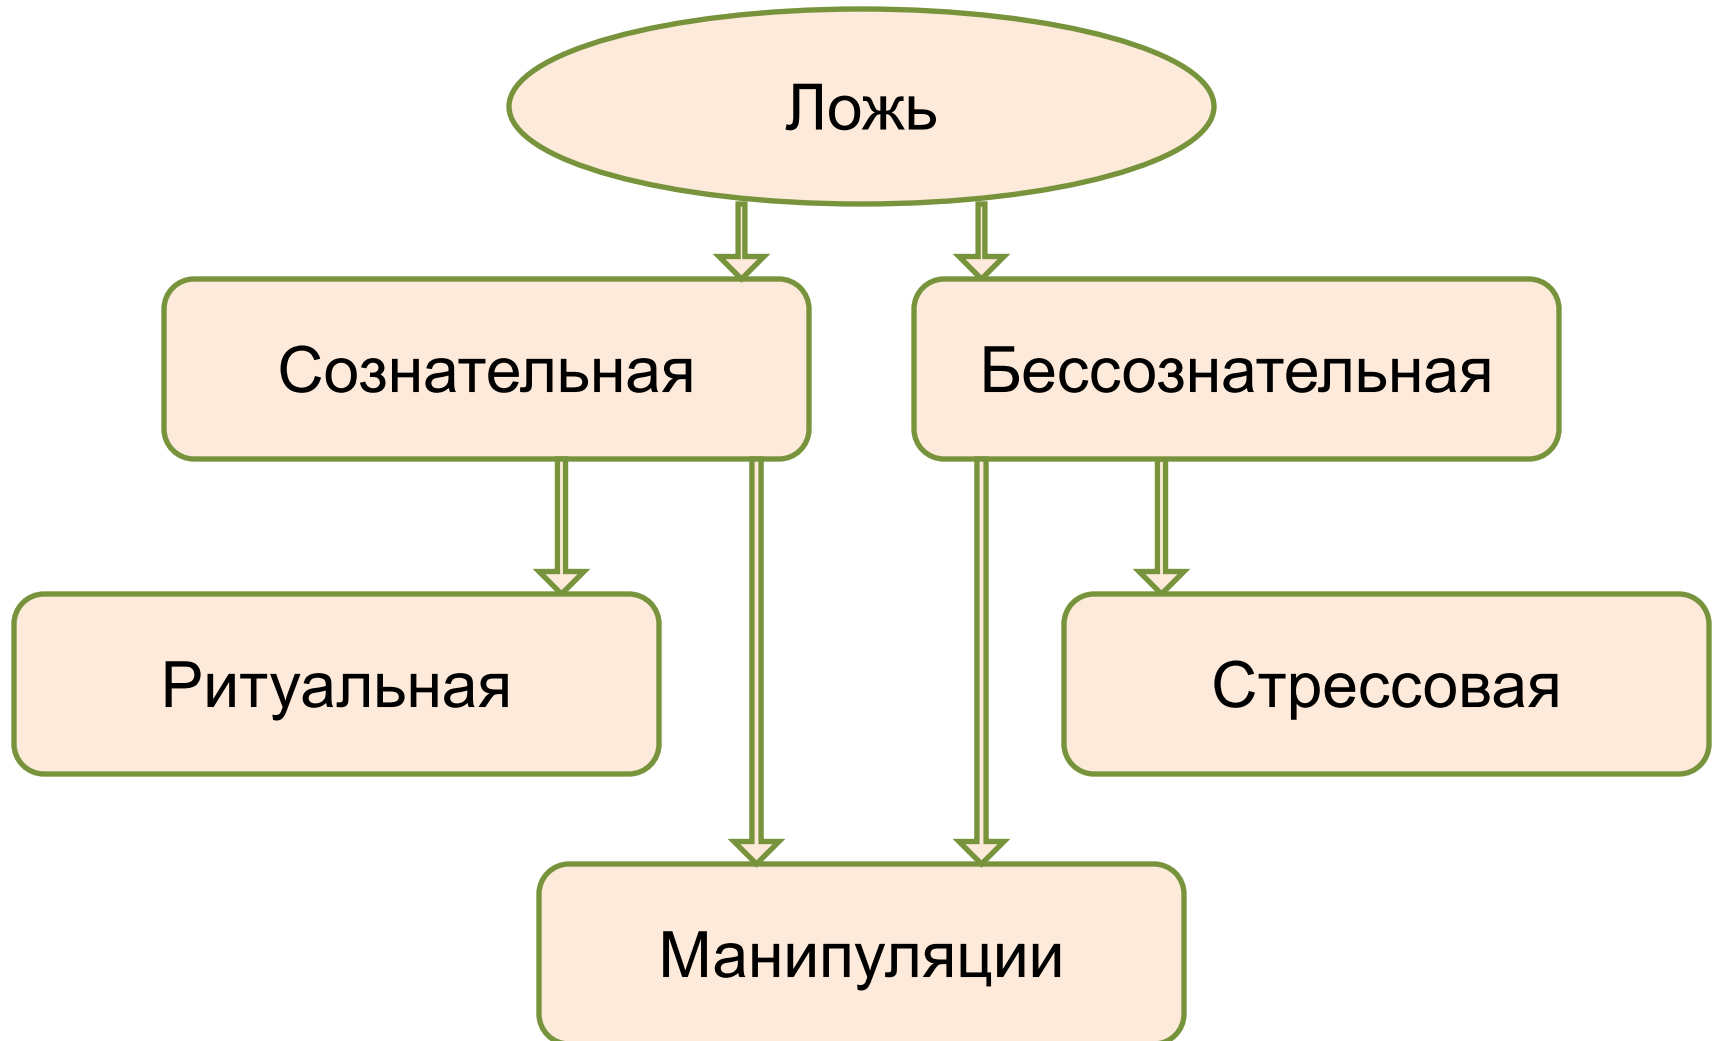 Ложь
Сознательная
Бессознательная
Ритуальная
Стрессовая
Манипуляции